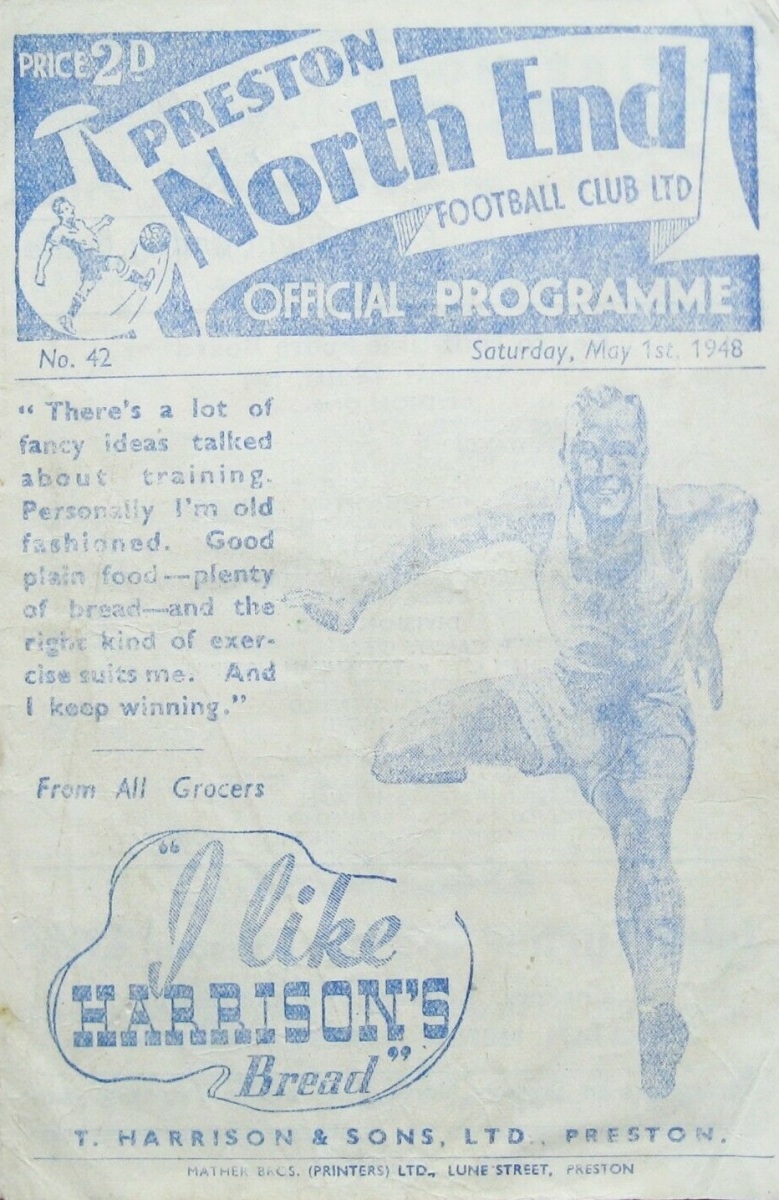 PRICE 2D
PRESTON
North End
FOOTBALL CLUB LTD
OFFICIAL PROGRAMME
No. 42
Saturday, May 1st, 1948
“ There's a lot of
fancy ideas talked
about training.
Personally I'm old
fashioned. Good
plain food—plenty
of bread—and the
right kind of exer-
cise suits me. And
I keep winning.”
From All Grocers
“I like
HARRISON'S
Bread”
T. HARRISON & SONS, LTD., PRESTON.
MATHER BROS. (PRINTERS) LTD., LUNE STREET, PRESTON